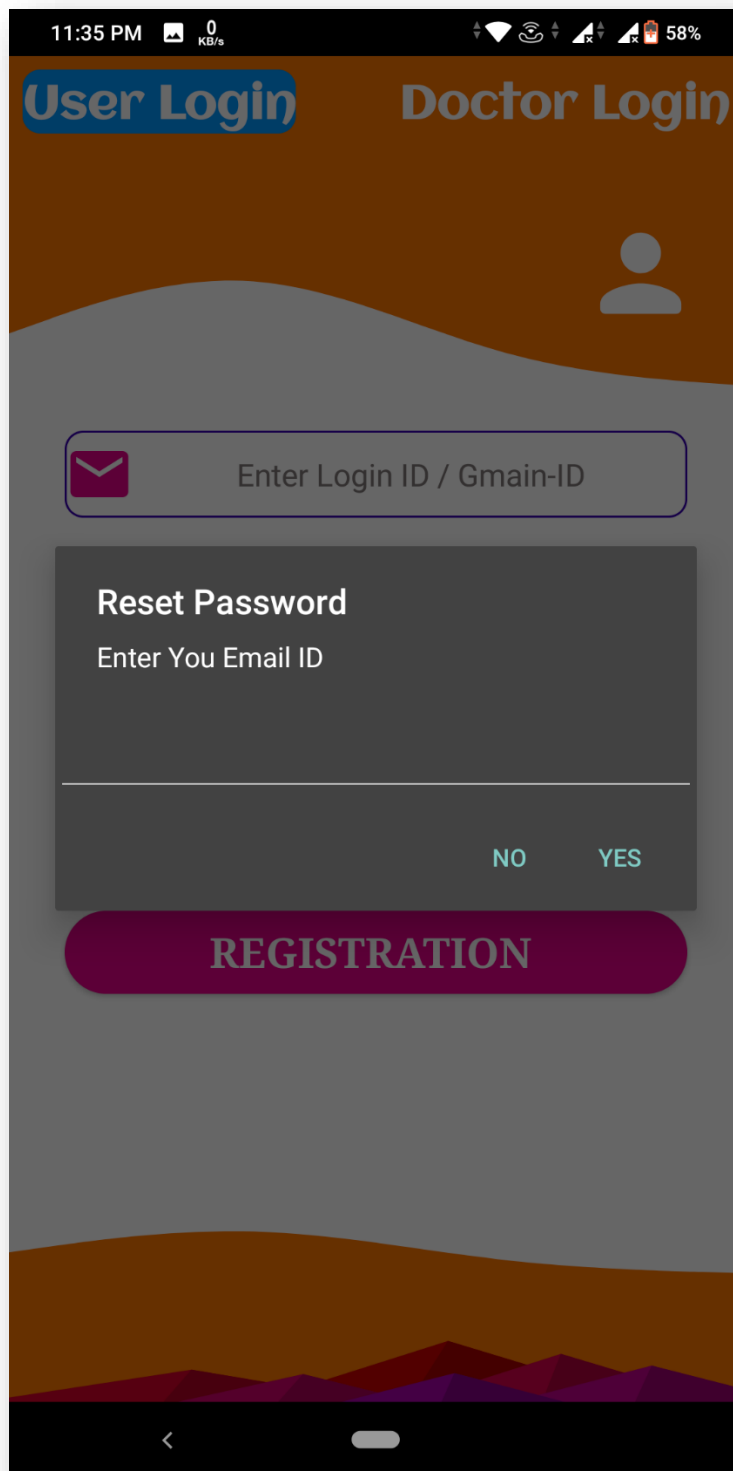 11:35 PM 0 KB/s 58%
User Login Doctor Login
Enter Login ID / Gmain-ID
Reset Password
Enter You Email ID
NO YES
REGISTRATION